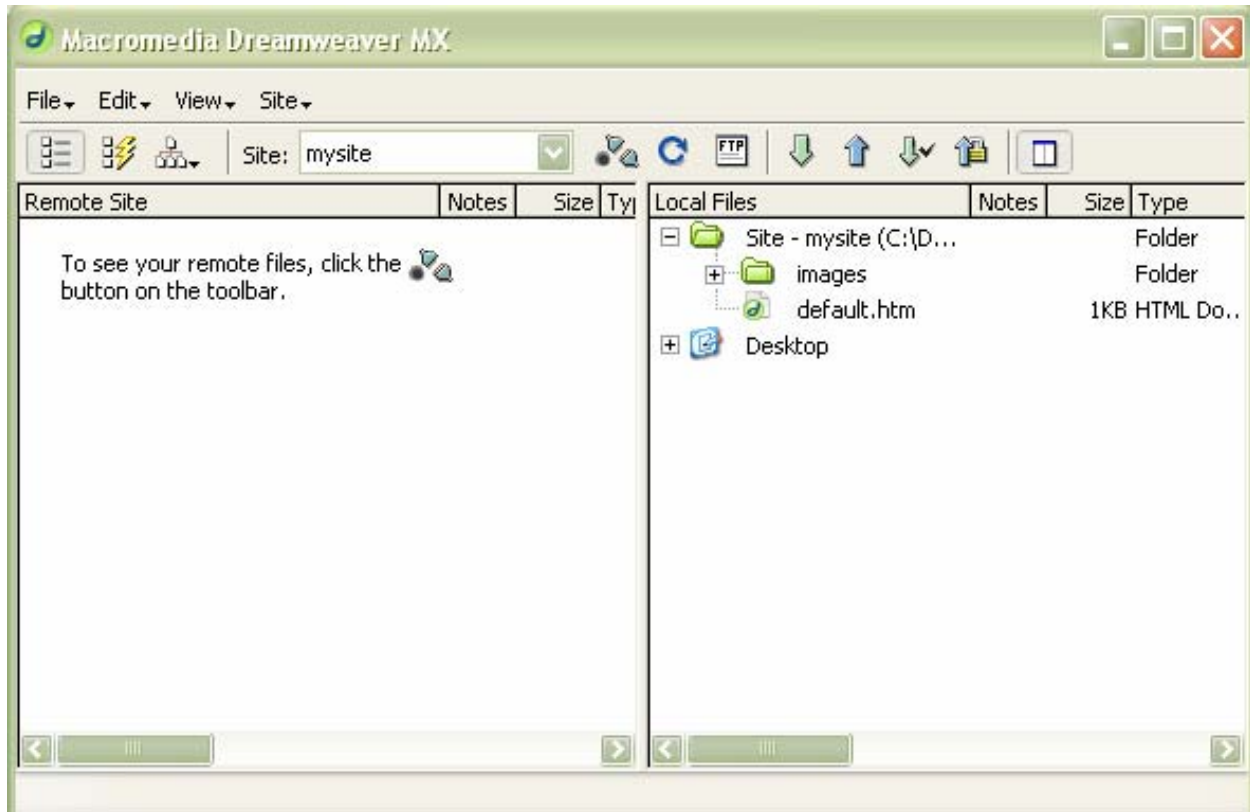 Macromedia Dreamweaver MX
File Edit View Site
Site: mysite FTP
Remote Site Notes Size Typ
To see your remote files, click the
button on the toolbar.
Local Files Notes Size Type
Site - mysite (C:\D... Folder
images Folder
default.htm 1KB HTML Do..
Desktop